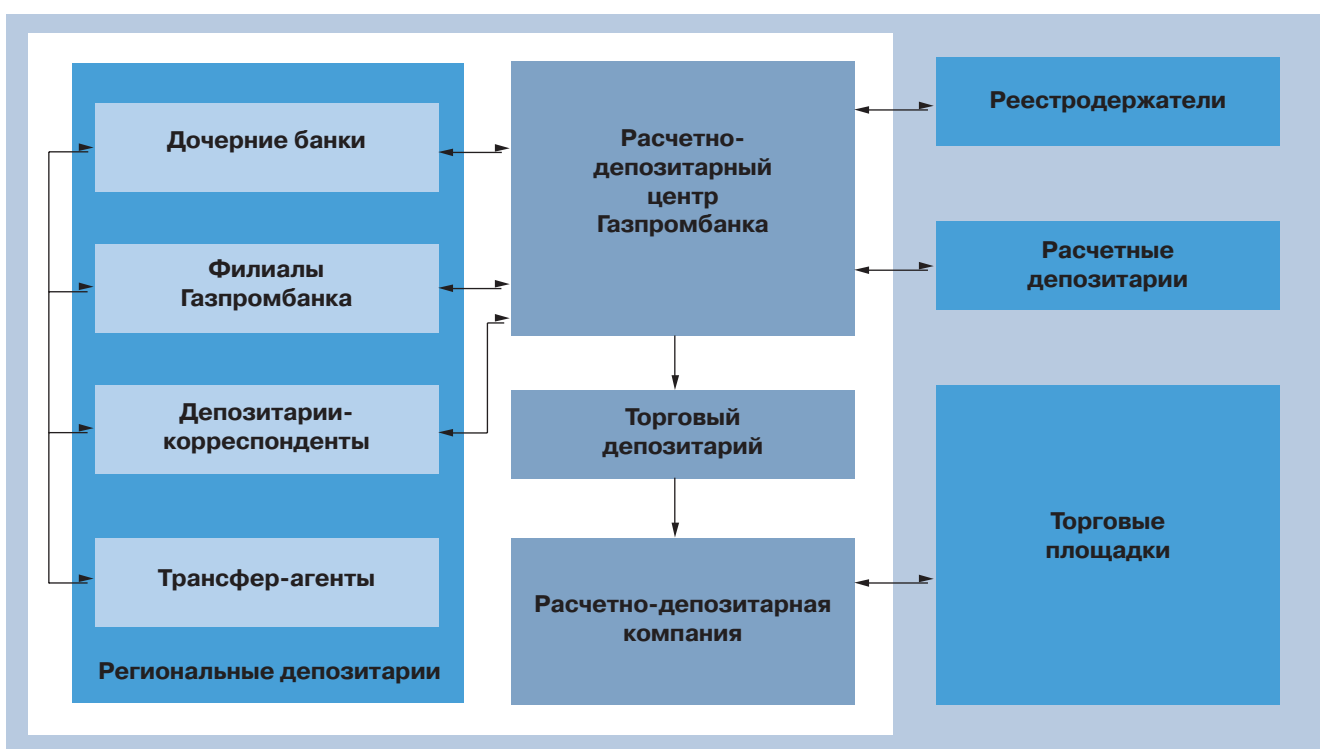 Дочерние банки
Филиалы
Газпромбанка
Депозитарии-
корреспонденты
Трансфер-агенты
Региональные депозитарии
Расчетно-
депозитарный
центр
Газпромбанка
Торговый
депозитарий
Расчетно-депозитарная
компания
Реестродержатели
Расчетные
депозитарии
Торговые
площадки